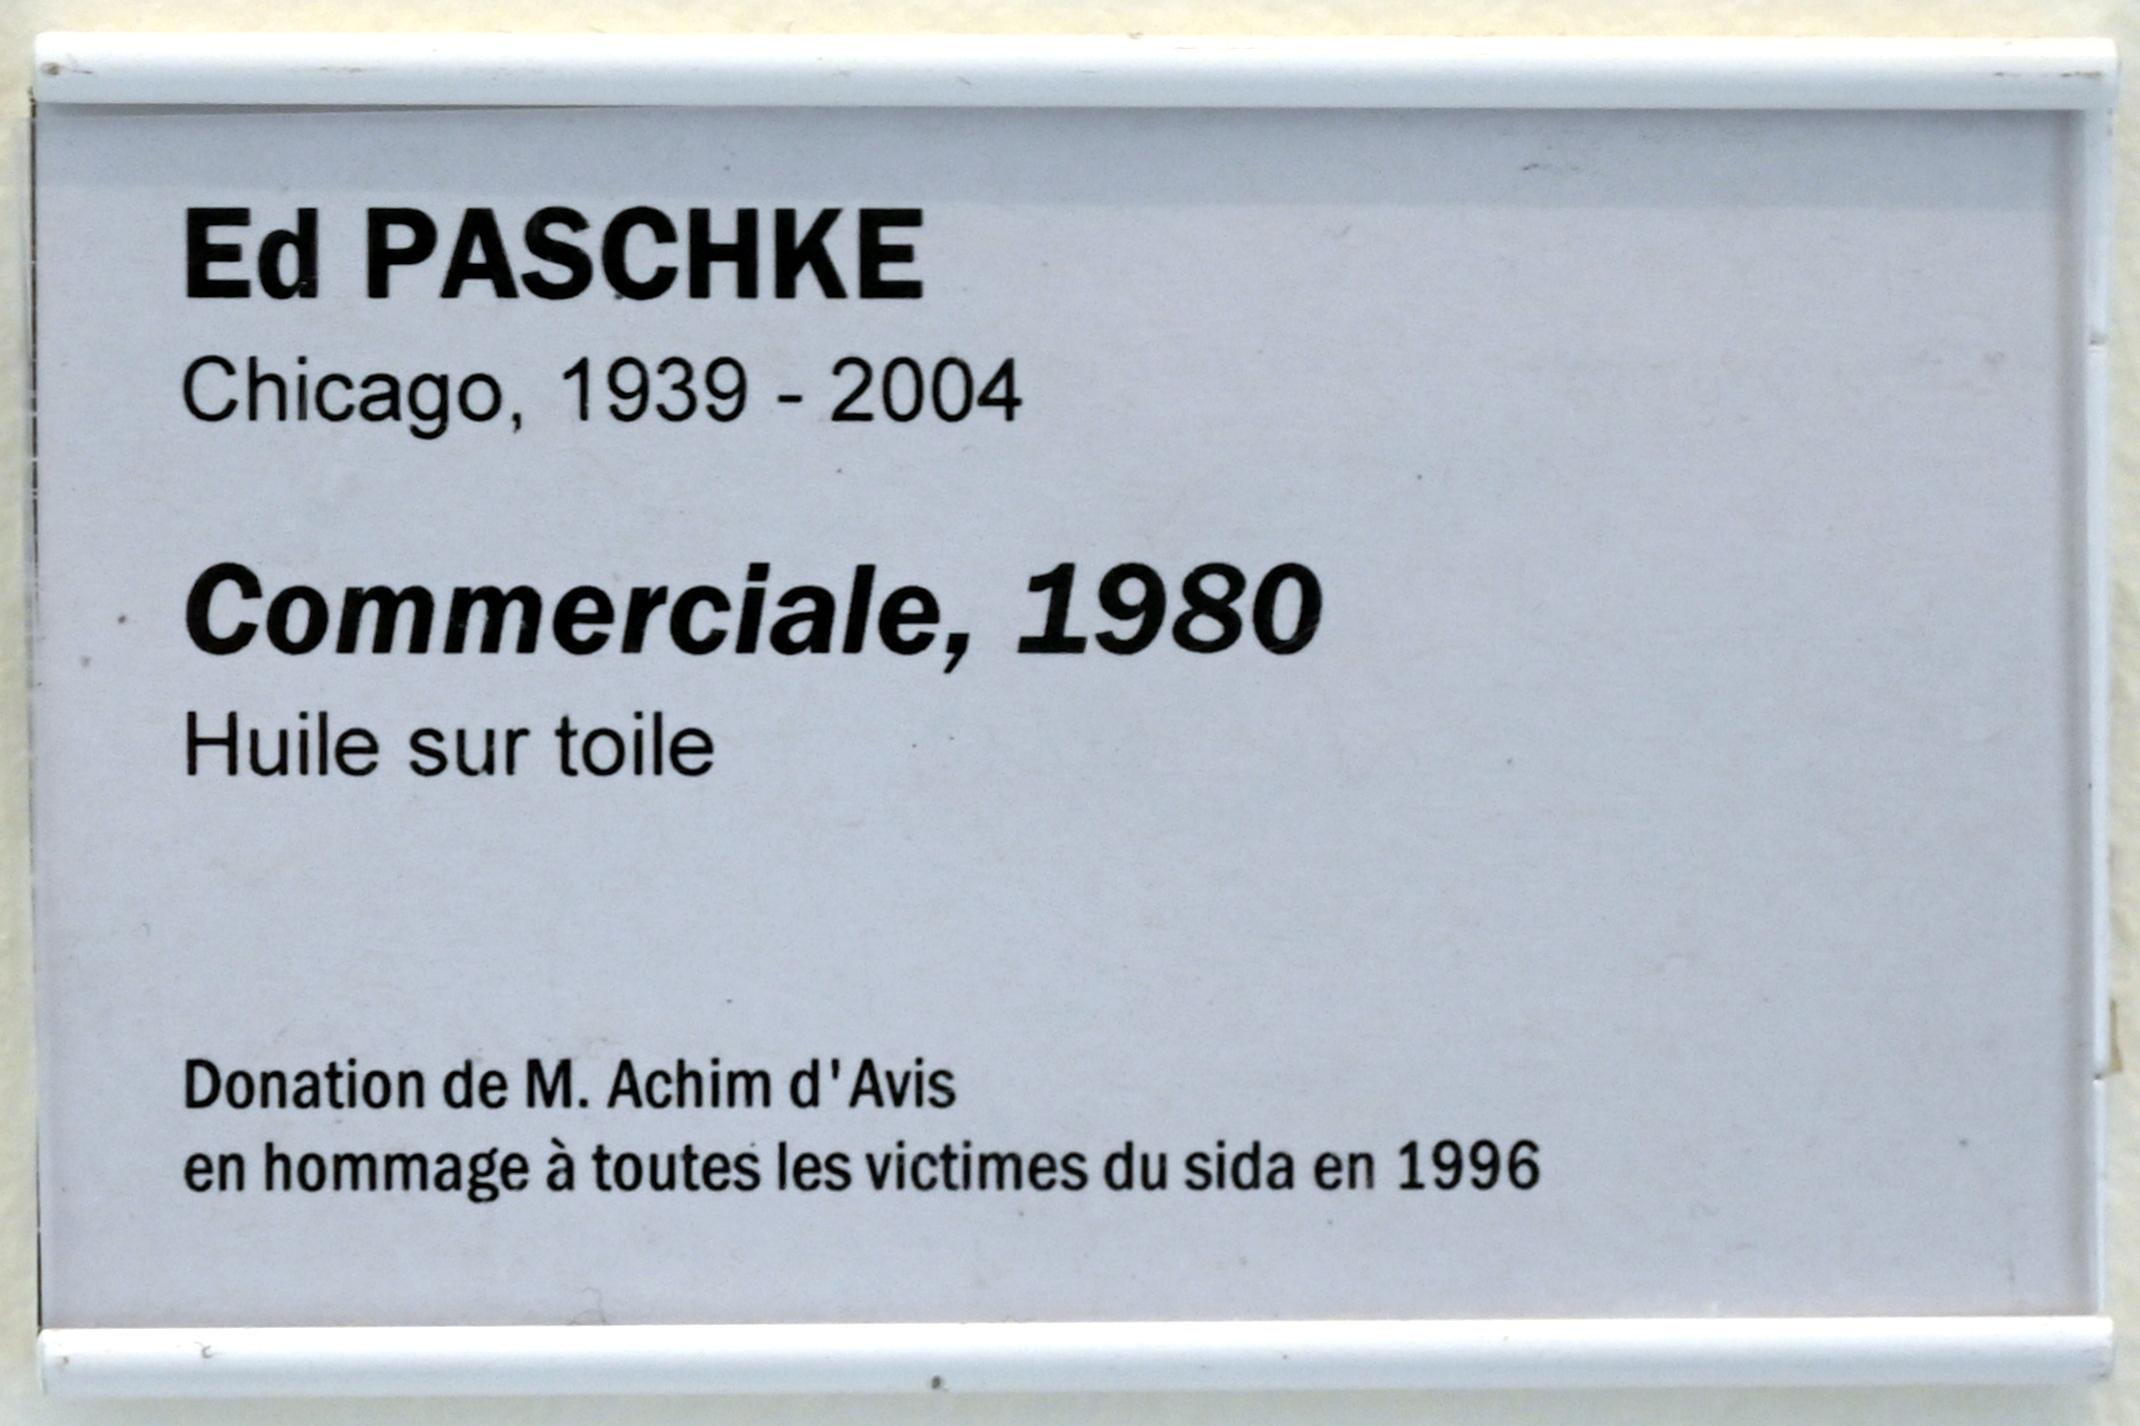 Ed PASCHKE
Chicago, 1939 - 2004
Commerciale, 1980
Huile sur toile
Donation de M. Achim d'Avis
en hommage à toutes les victimes du sida en 1996